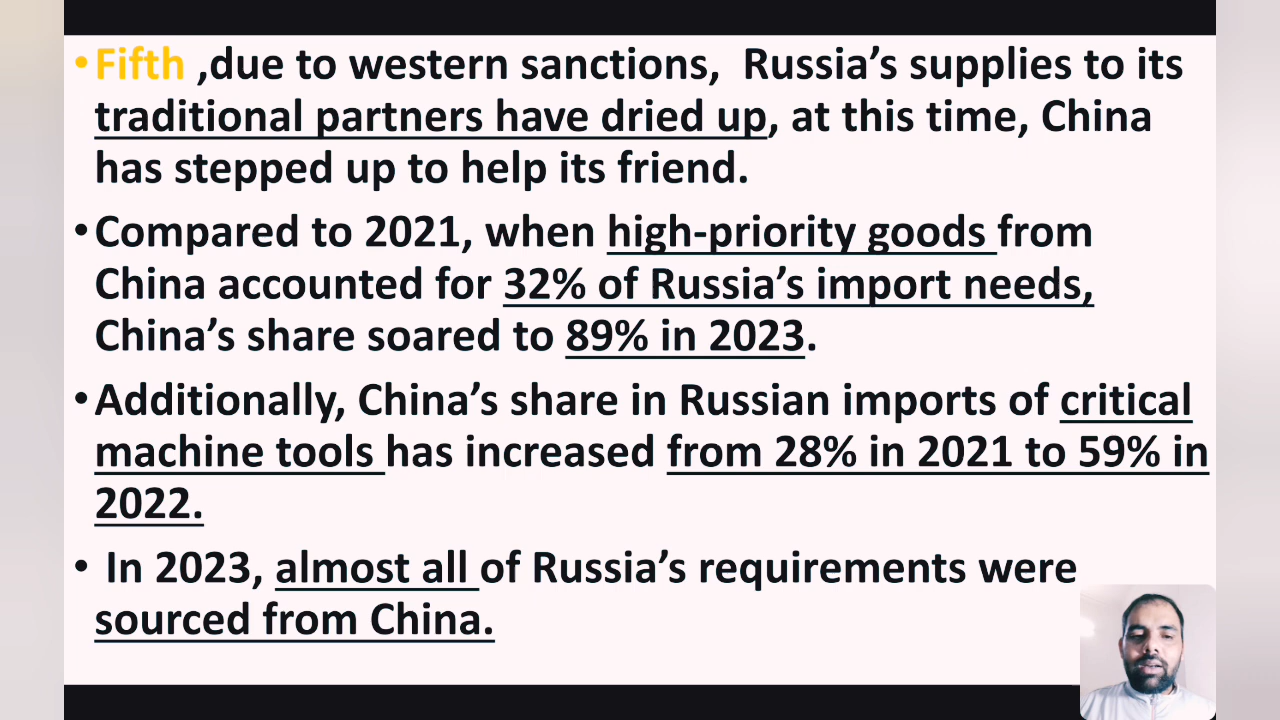 •Fifth ,due to western sanctions,  Russia’s supplies to its
traditional partners have dried up, at this time, China
has stepped up to help its friend.
•Compared to 2021, when high-priority goods from
China accounted for 32% of Russia’s import needs,
China’s share soared to 89% in 2023.
•Additionally, China’s share in Russian imports of critical
machine tools has increased from 28% in 2021 to 59% in
2022.
• In 2023, almost all of Russia’s requirements were
sourced from China.